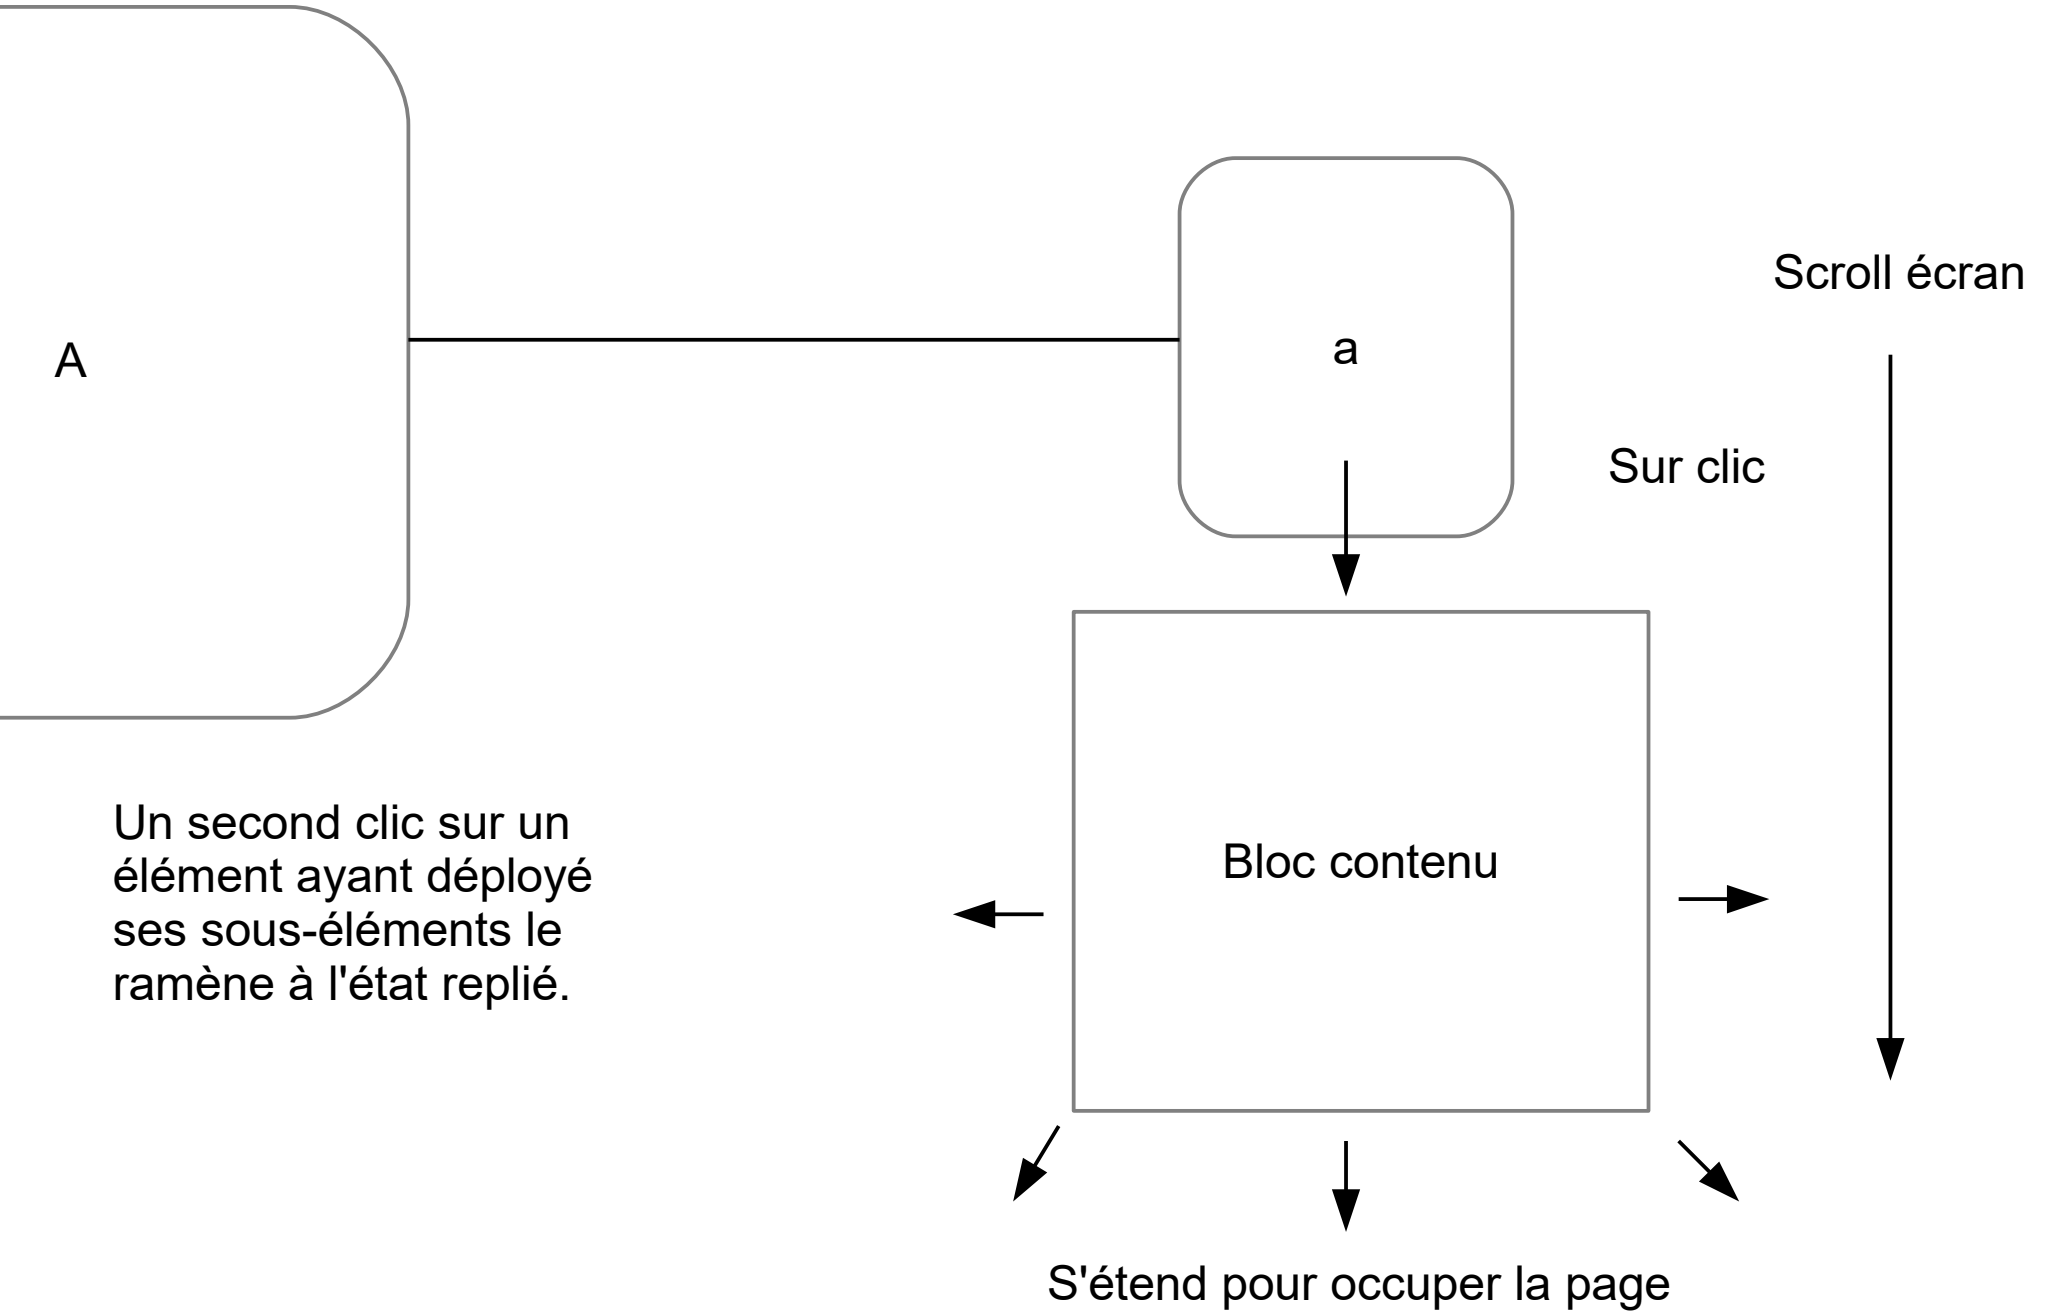 Scroll écran
A
a
Sur clic
Un second clic sur un
élément ayant déployé
ses sous-éléments le
ramène à l'état replié.
Bloc contenu
S'étend pour occuper la page